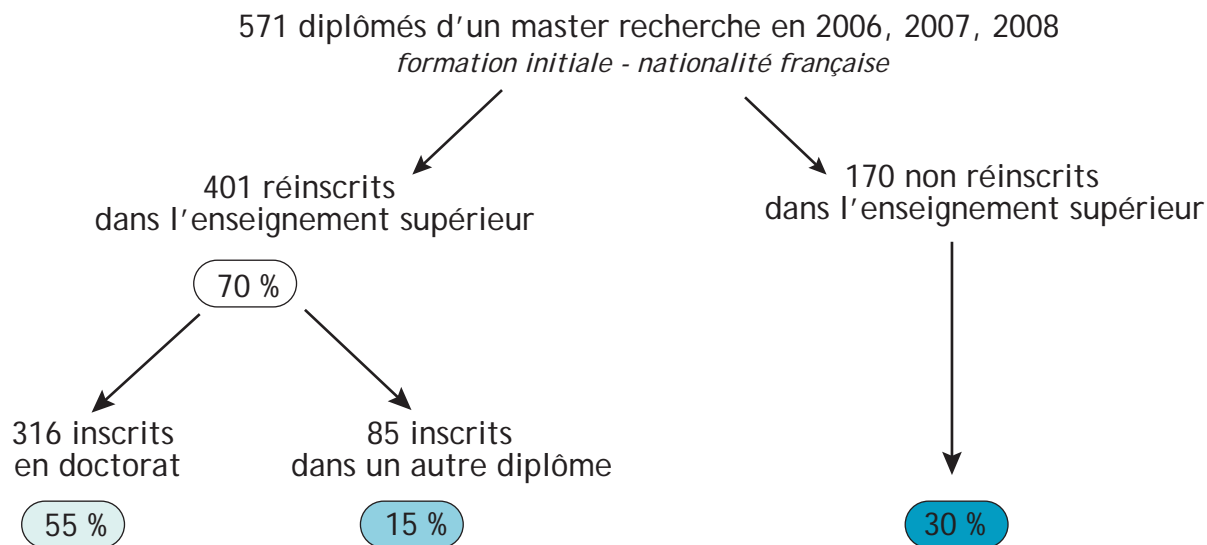 571 diplômés d'un master recherche en 2006, 2007, 2008
formation initiale - nationalité française
401 réinscrits
dans l'enseignement supérieur
70 %
170 non réinscrits
dans l'enseignement supérieur
316 inscrits
en doctorat
55 %
85 inscrits
dans un autre diplôme
15 %
30 %